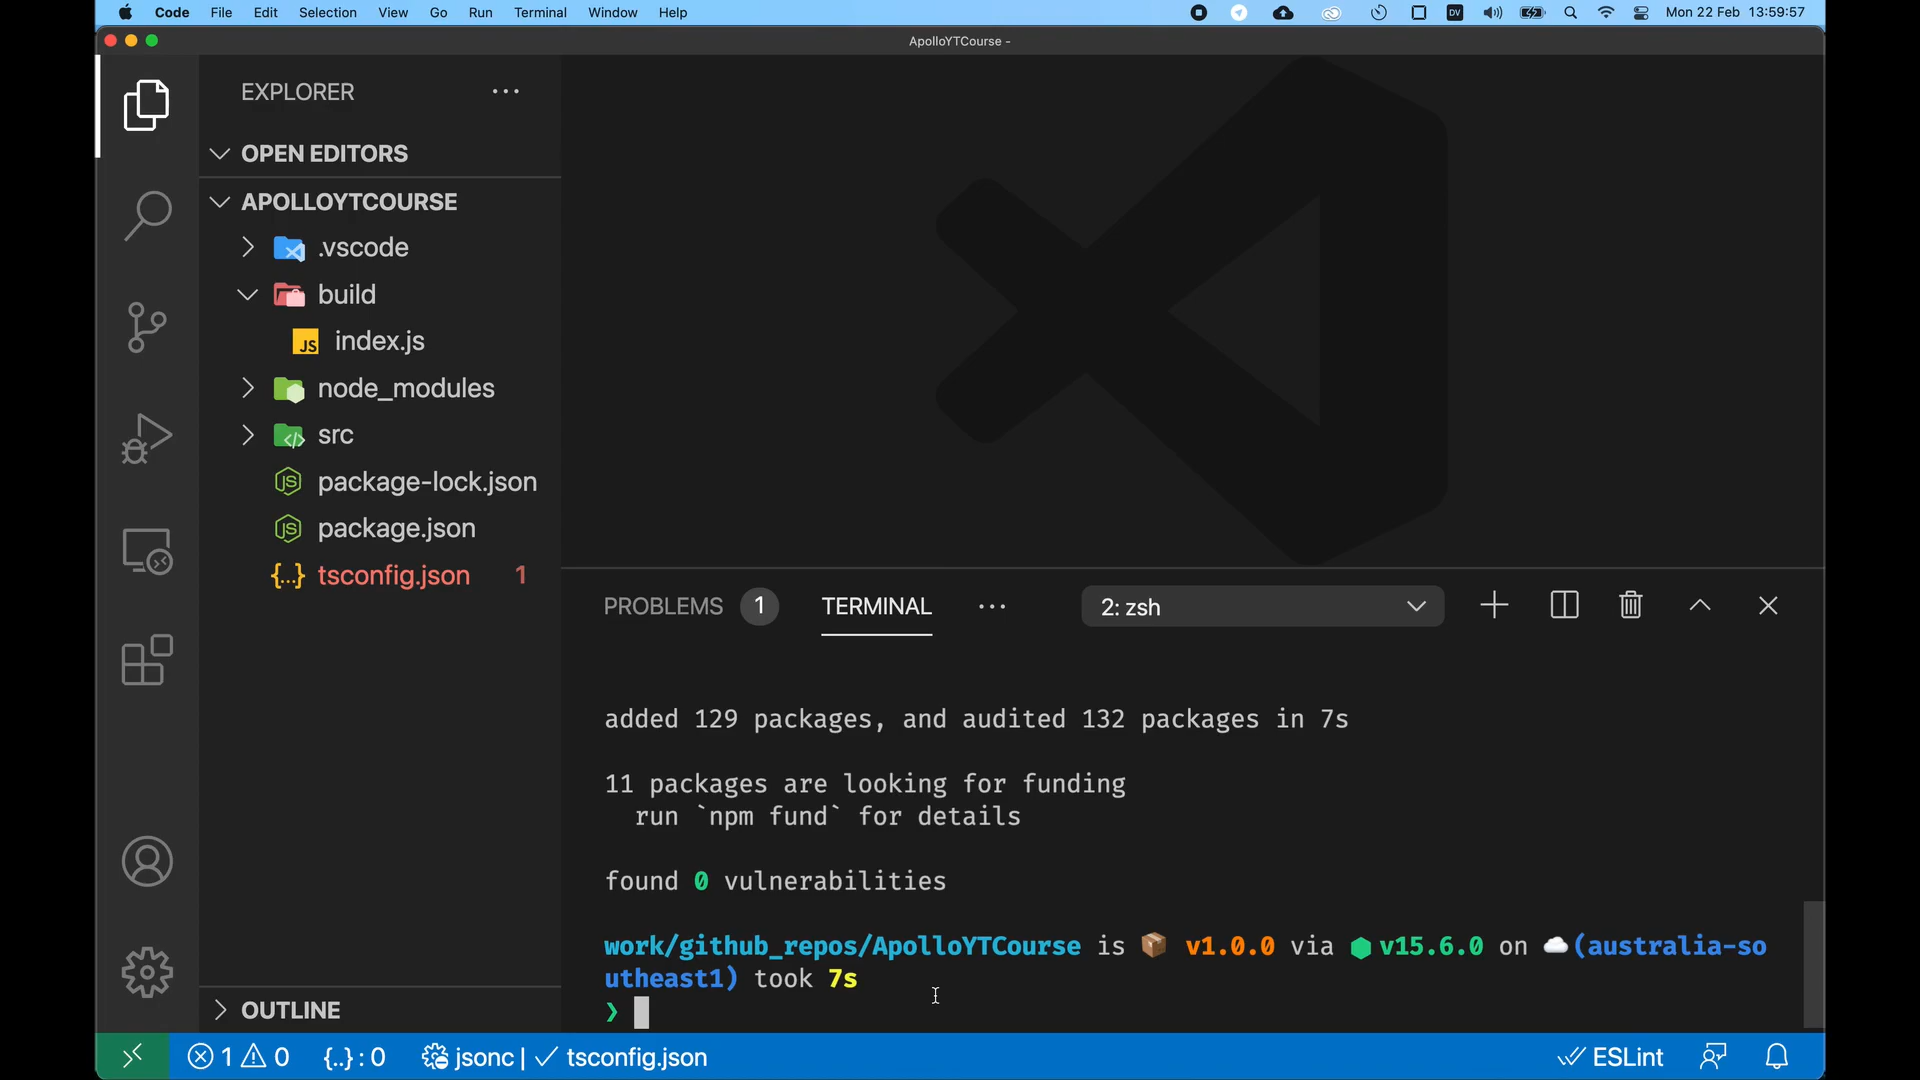 Code File Edit Selection View Go Run Terminal Window Help DV Mon 22 Feb 13:59:57
ApolloYTCourse -
EXPLORER
OPEN EDITORS
APOLLOYTCOURSE
.vscode
build
JS index.js
node_modules
src
JS package-lock.json
JS package.json
{...} tsconfig.json 1
OUTLINE
PROBLEMS 1 TERMINAL 2: zsh
added 129 packages, and audited 132 packages in 7s
11 packages are looking for funding
run `npm fund` for details
found 0 vulnerabilities
work/github_repos/ApolloYTCourse is 📦 v1.0.0 via ⬢ v15.6.0 on ☁️ (australia-so
utheast1) took 7s
❯
1 0 {..} : 0 jsonc | ✓ tsconfig.json ESLint